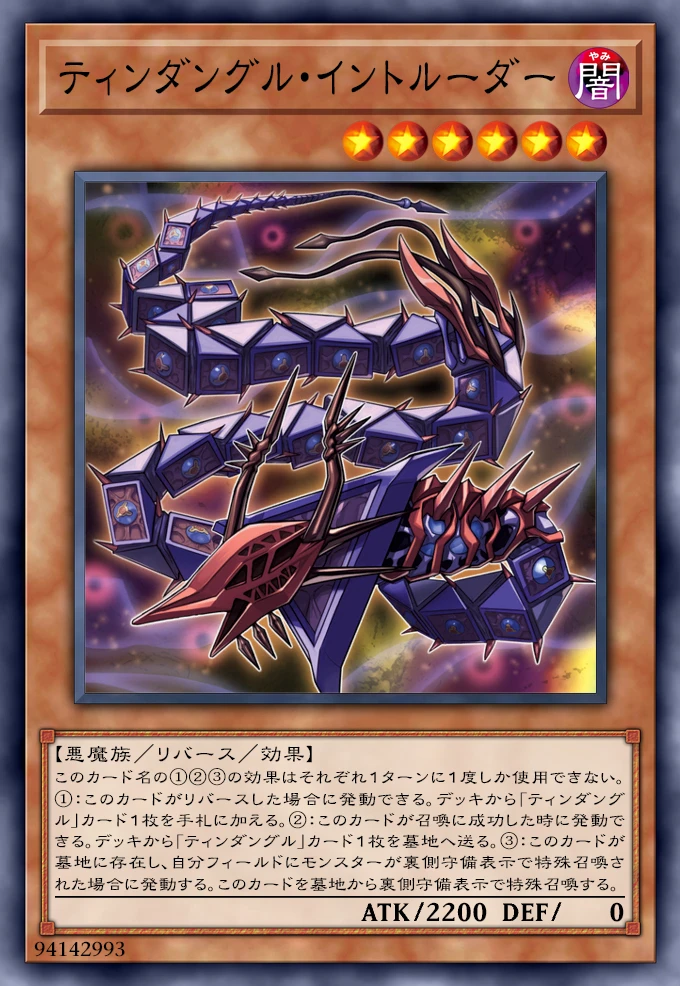 ティンダングル・イントルーダー
やみ
闇
【悪魔族／リバース／効果】
このカード名の①②③の効果はそれぞれ１ターンに１度しか使用できない。
①：このカードがリバースした場合に発動できる。デッキから「ティンダング
ル」カード１枚を手札に加える。②：このカードが召喚に成功した時に発動で
きる。デッキから「ティンダングル」カード１枚を墓地へ送る。③：このカードが
墓地に存在し、自分フィールドにモンスターが裏側守備表示で特殊召喚さ
れた場合に発動する。このカードを墓地から裏側守備表示で特殊召喚する。
ATK/2200 DEF/ 0
94142993